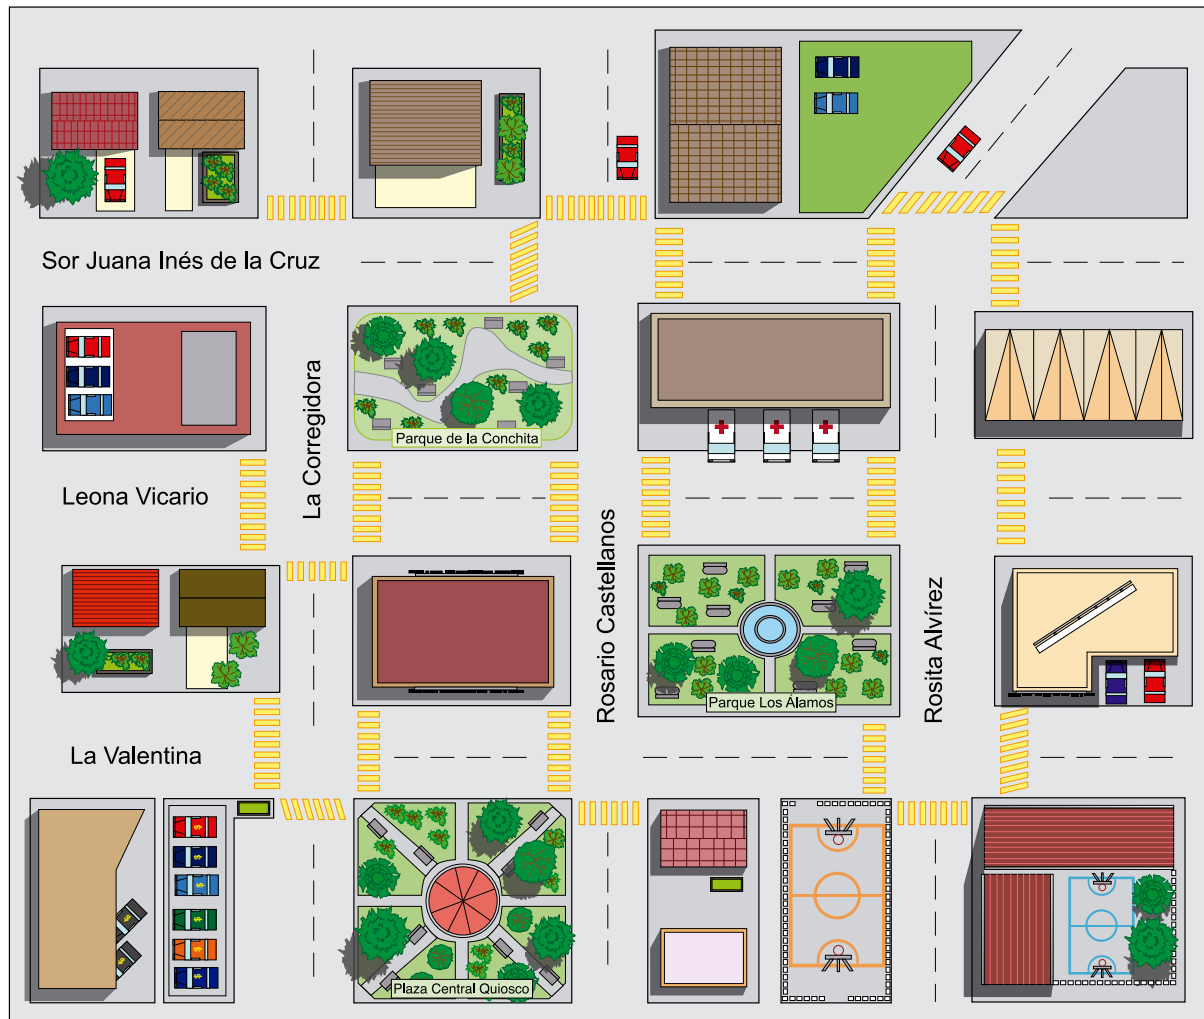 Sor Juana Inés de la Cruz
La Corregidora
Parque de la Conchita
Leona Vicario
Rosario Castellanos
Rosita Alvírez
Parque Los Álamos
La Valentina
$
$
$
$
$
$
$
$
Plaza Central Quiosco